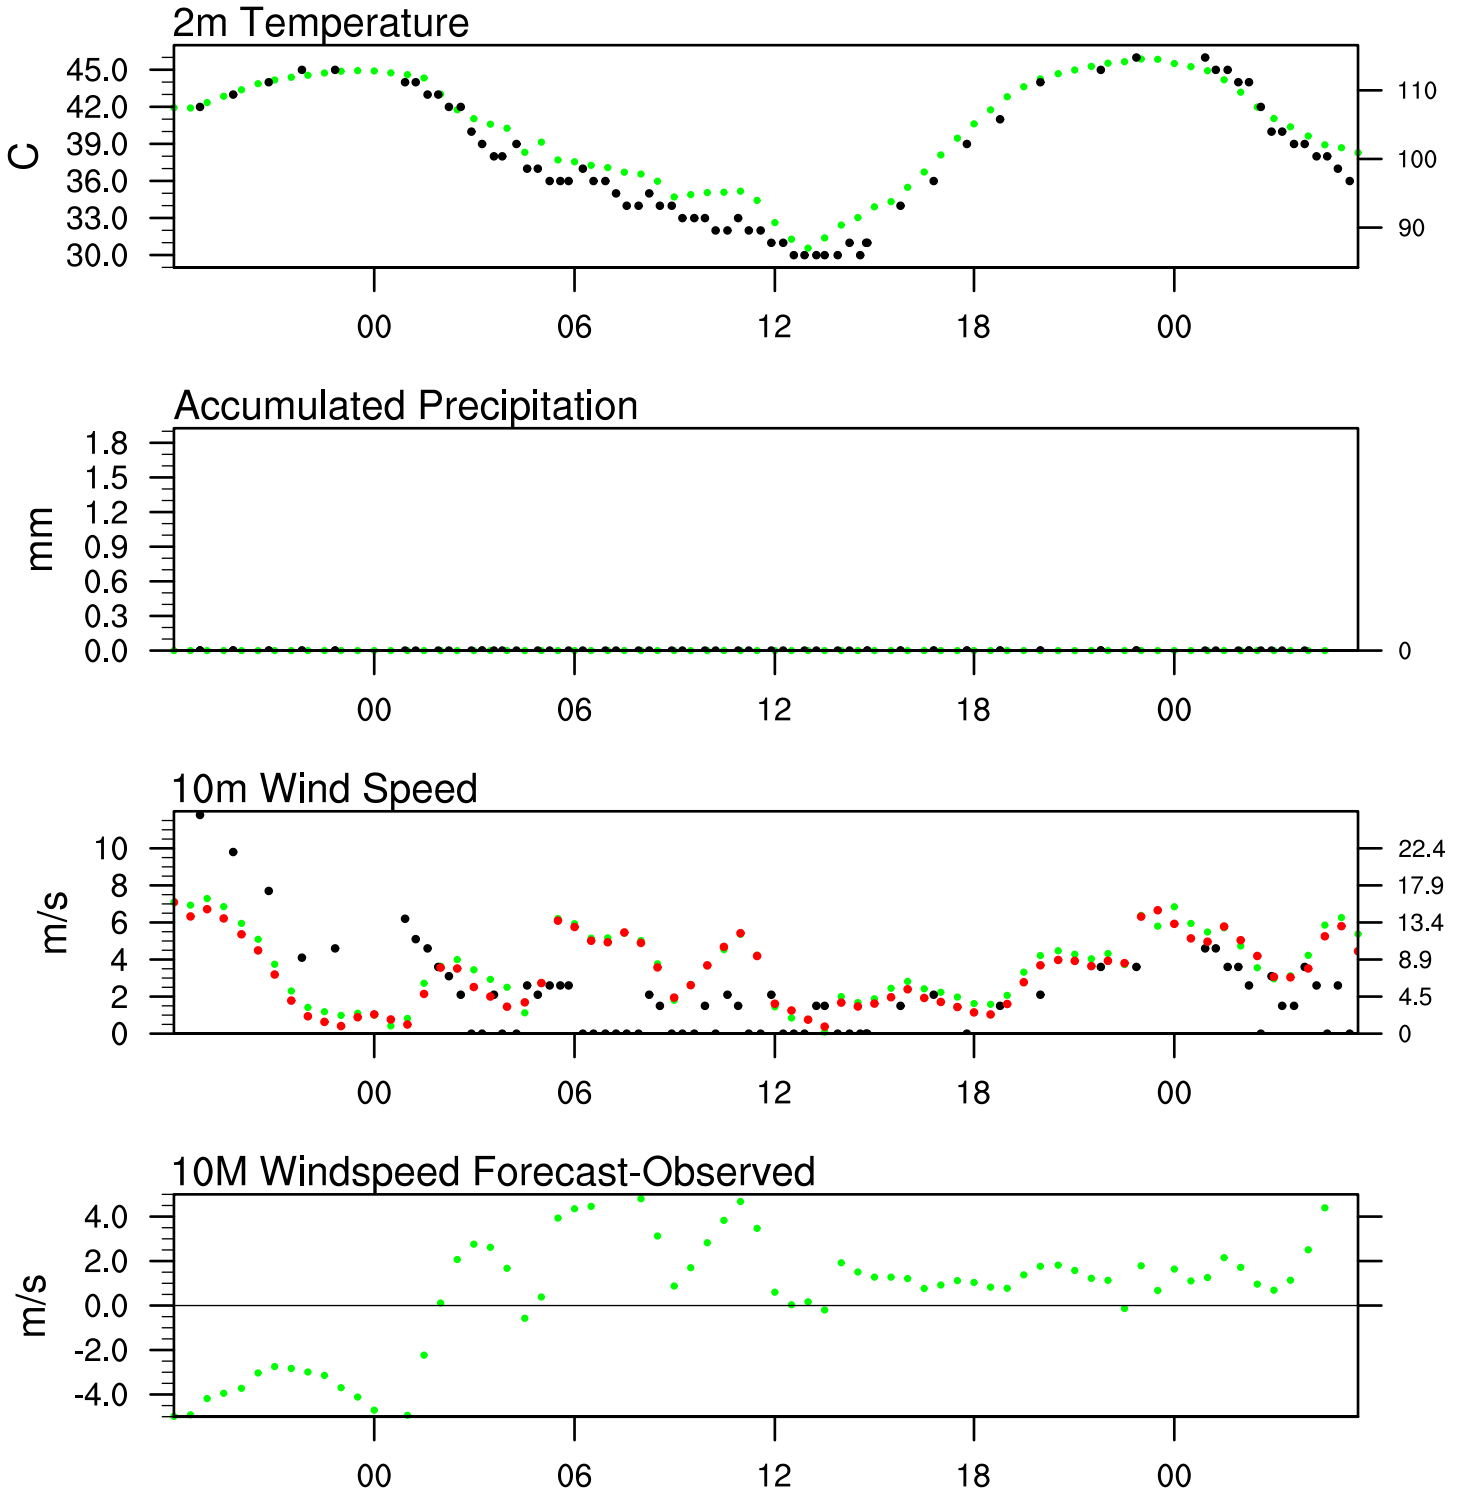 2m Temperature
45.0
42.0
39.0
36.0
33.0
30.0
C
110
100
90
00 06 12 18 00
Accumulated Precipitation
1.8
1.5
1.2
0.9
0.6
0.3
0.0
mm
0
00 06 12 18 00
10m Wind Speed
10
8
6
4
2
0
m/s
22.4
17.9
13.4
8.9
4.5
0
00 06 12 18 00
10M Windspeed Forecast-Observed
4.0
2.0
0.0
-2.0
-4.0
m/s
00 06 12 18 00